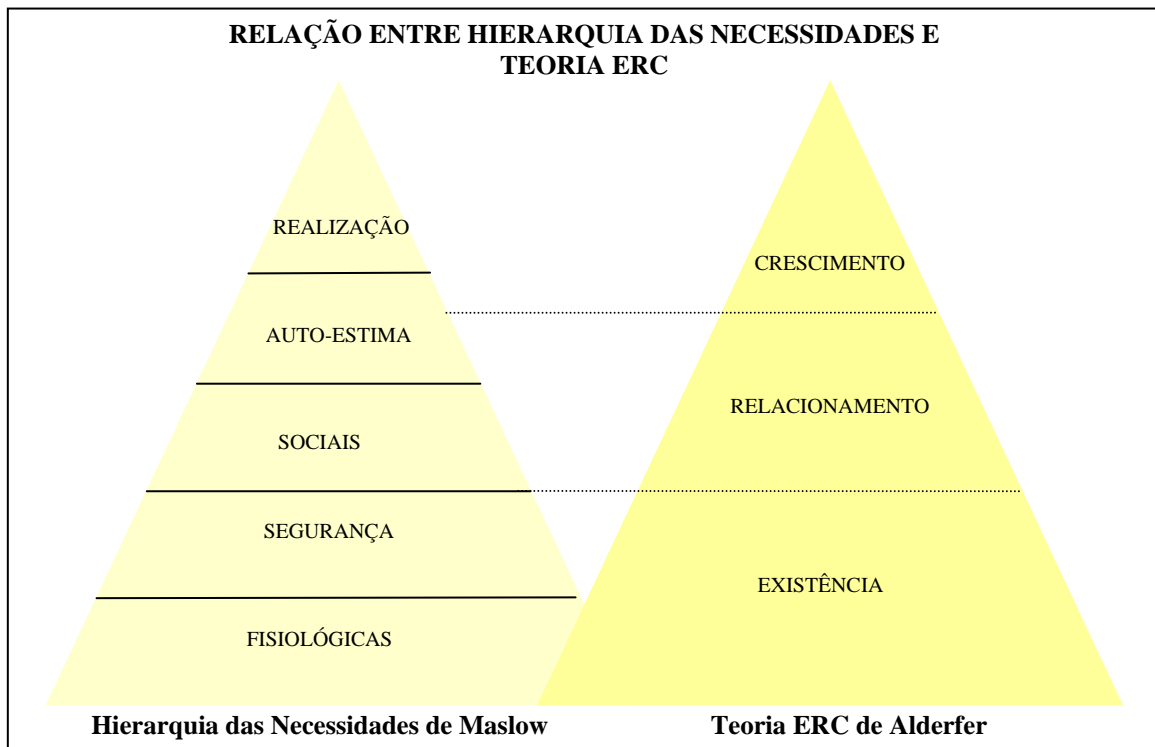 RELAÇÃO ENTRE HIERARQUIA DAS NECESSIDADES E
TEORIA ERC
REALIZAÇÃO
AUTO-ESTIMA
SOCIAIS
SEGURANÇA
FISIOLÓGICAS
Hierarquia das Necessidades de Maslow
CRESCIMENTO
RELACIONAMENTO
EXISTÊNCIA
Teoria ERC de Alderfer